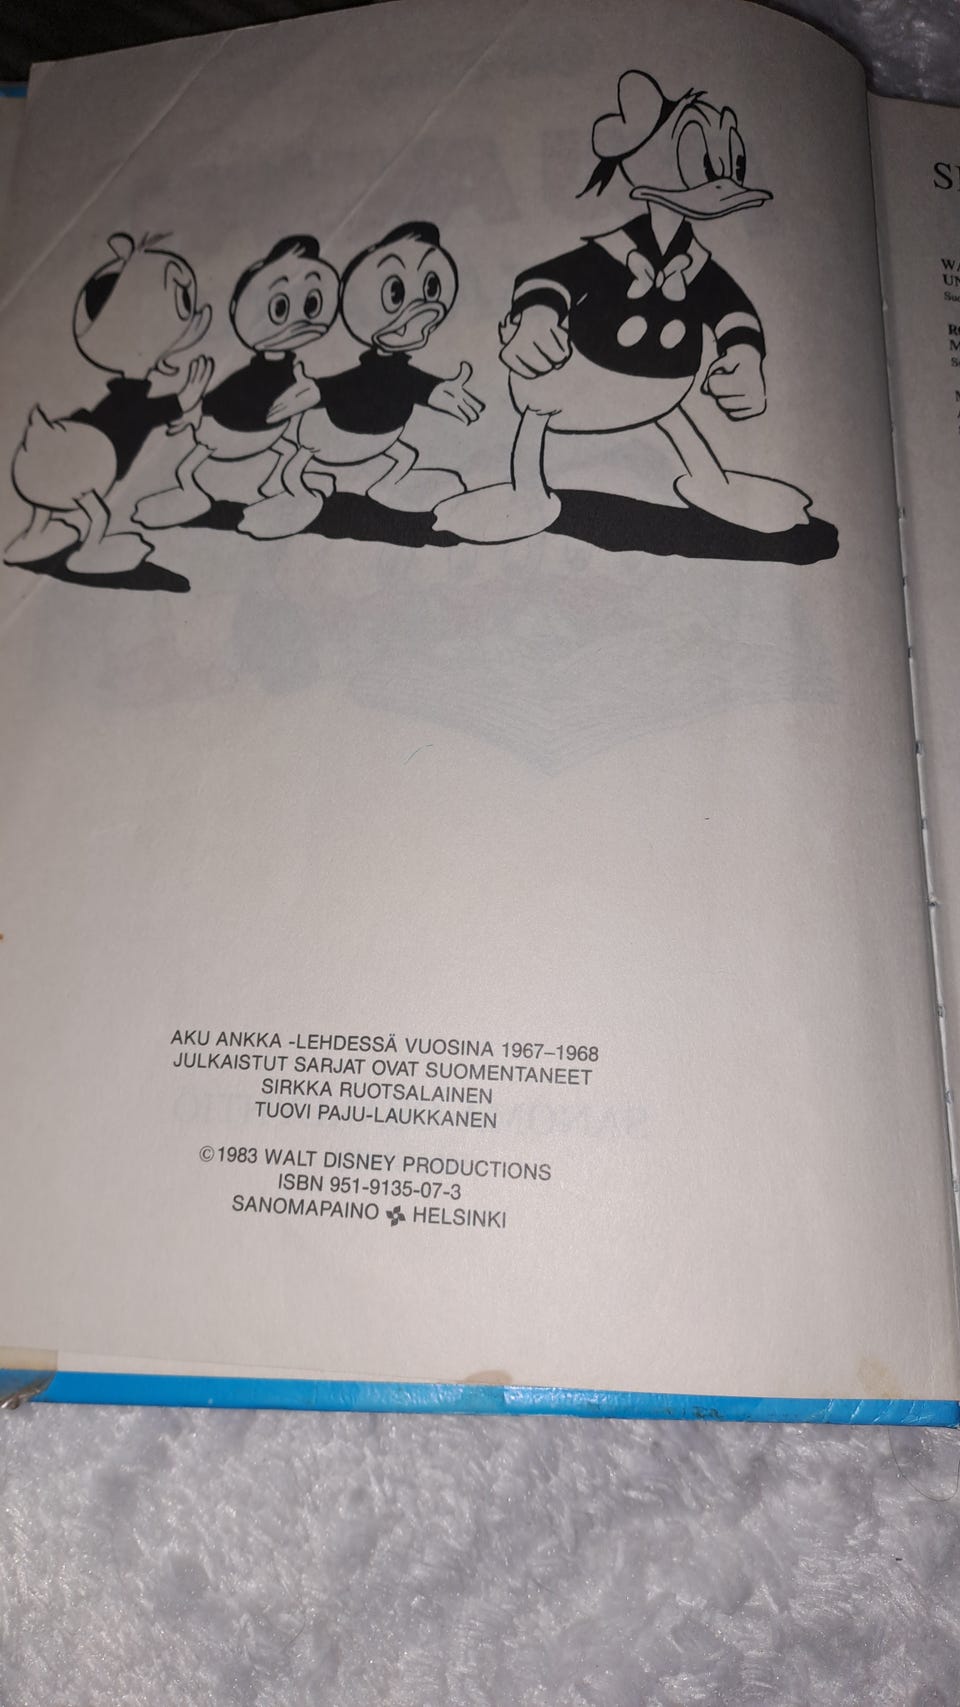 AKU ANKKA -LEHDESSÄ VUOSINA 1967–1968
JULKAISTUT SARJAT OVAT SUOMENTANEET
SIRKKA RUOTSALAINEN
TUOVI PAJU-LAUKKANEN
©1983 WALT DISNEY PRODUCTIONS
ISBN 951-9135-07-3
SANOMAPAINO HELSINKI